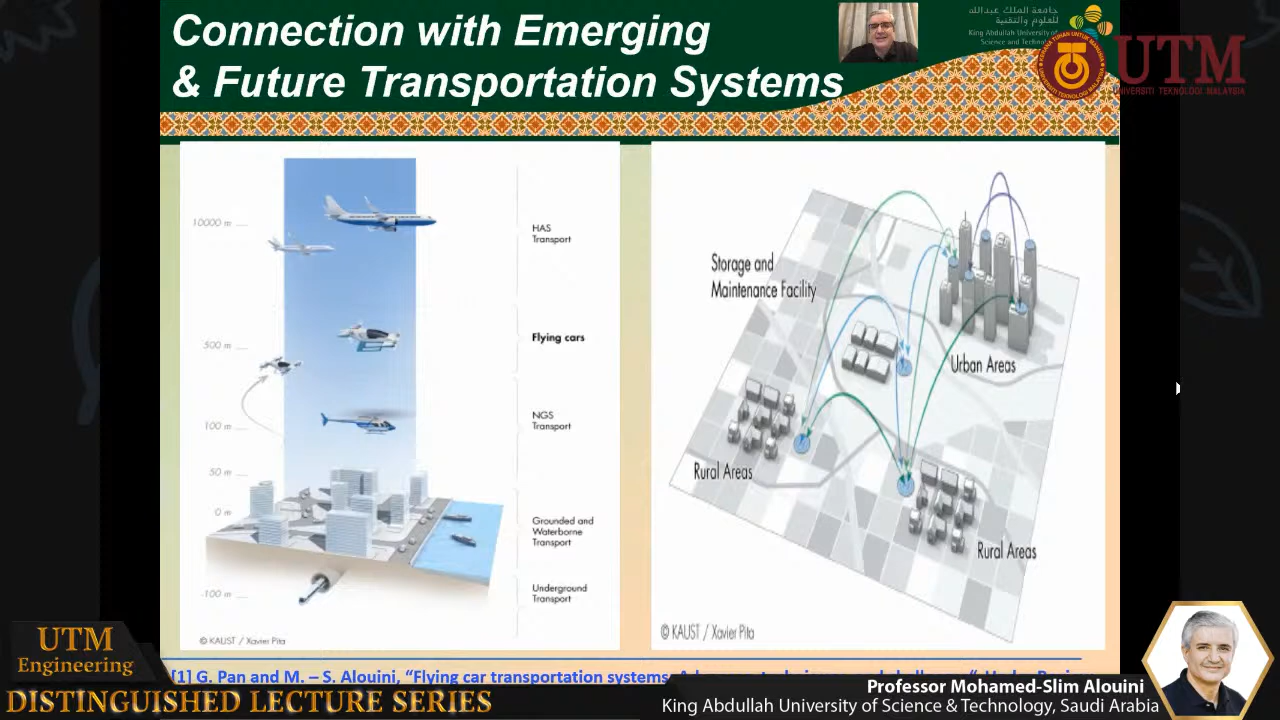 Connection with Emerging
& Future Transportation Systems
جامعة الملك عبدالله
للعلوم والتقنية
King Abdullah University of
Science and Technology
UTM
UNIVERSITI TEKNOLOGI MALAYSIA
10000 m
500 m
100 m
50 m
0 m
-100 m
HAS
Transport
Flying cars
NGS
Transport
Grounded and
Waterborne
Transport
Underground
Transport
© KAUST / Xavier Pita
Storage and
Maintenance Facility
Urban Areas
Rural Areas
Rural Areas
© KAUST / Xavier Pita
[1] G. Pan and M. – S. Alouini, “Flying car transportation systems
UTM
Engineering
DISTINGUISHED LECTURE SERIES
Professor Mohamed-Slim Alouini
King Abdullah University of Science & Technology, Saudi Arabia